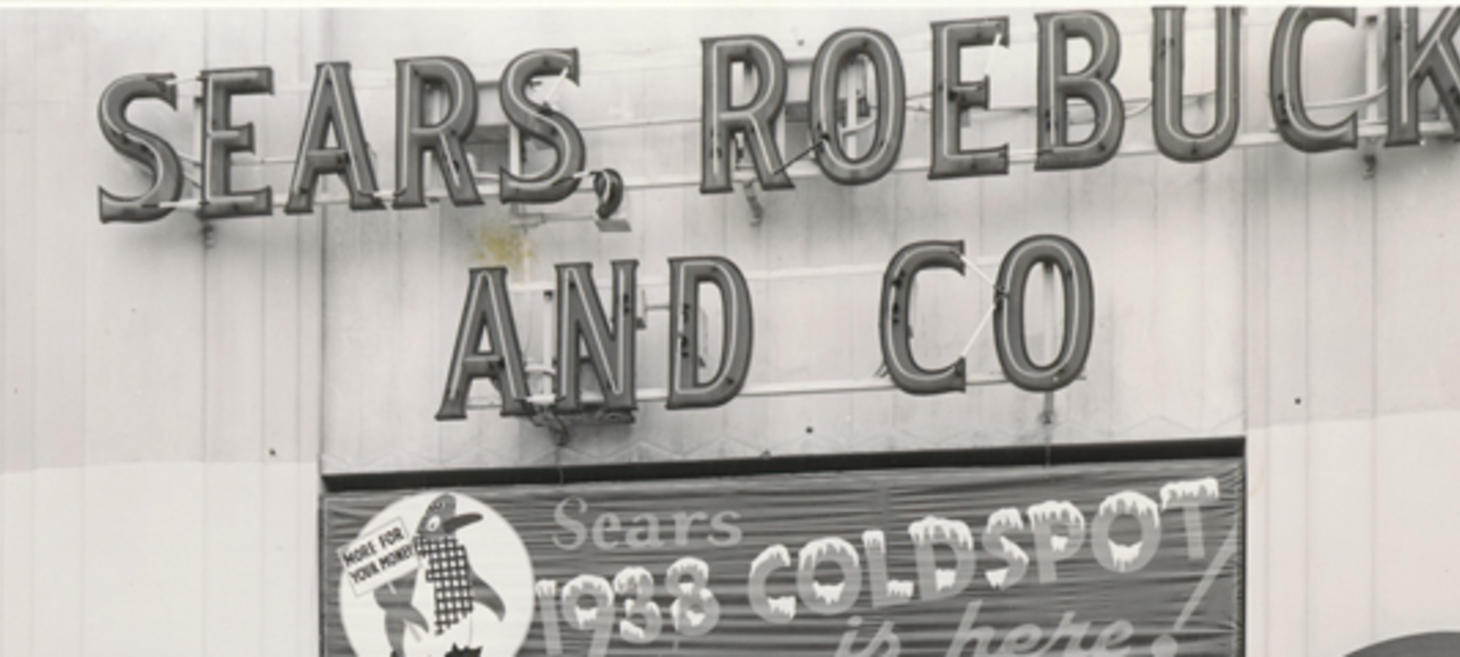 SEARS, ROEBUCK
AND CO
MORE FOR
YOUR MONEY
Sears
1938 COLDSPOT
is here!